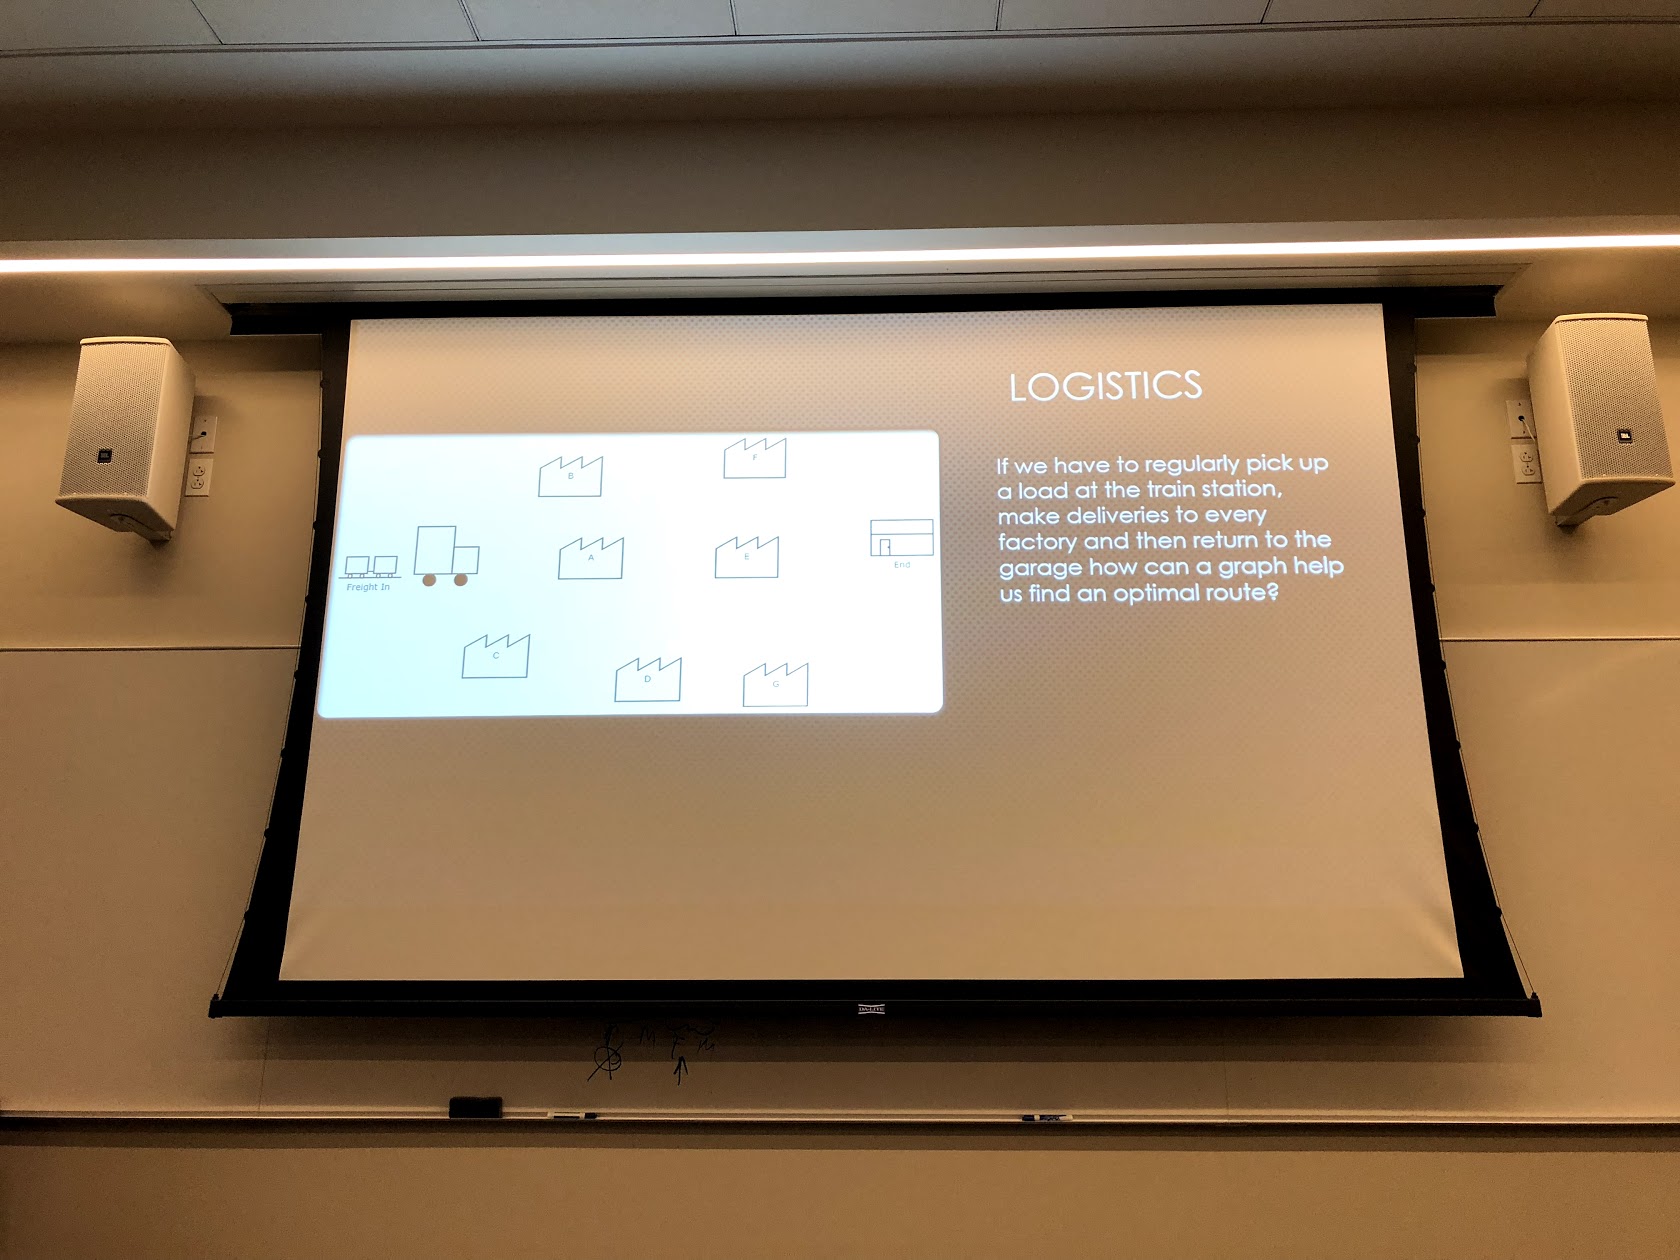 LOGISTICS
If we have to regularly pick up
a load at the train station,
make deliveries to every
factory and then return to the
garage how can a graph help
us find an optimal route?
B
F
A
E
End
Freight In
C
D
G
JBL
JBL
DA-LITE